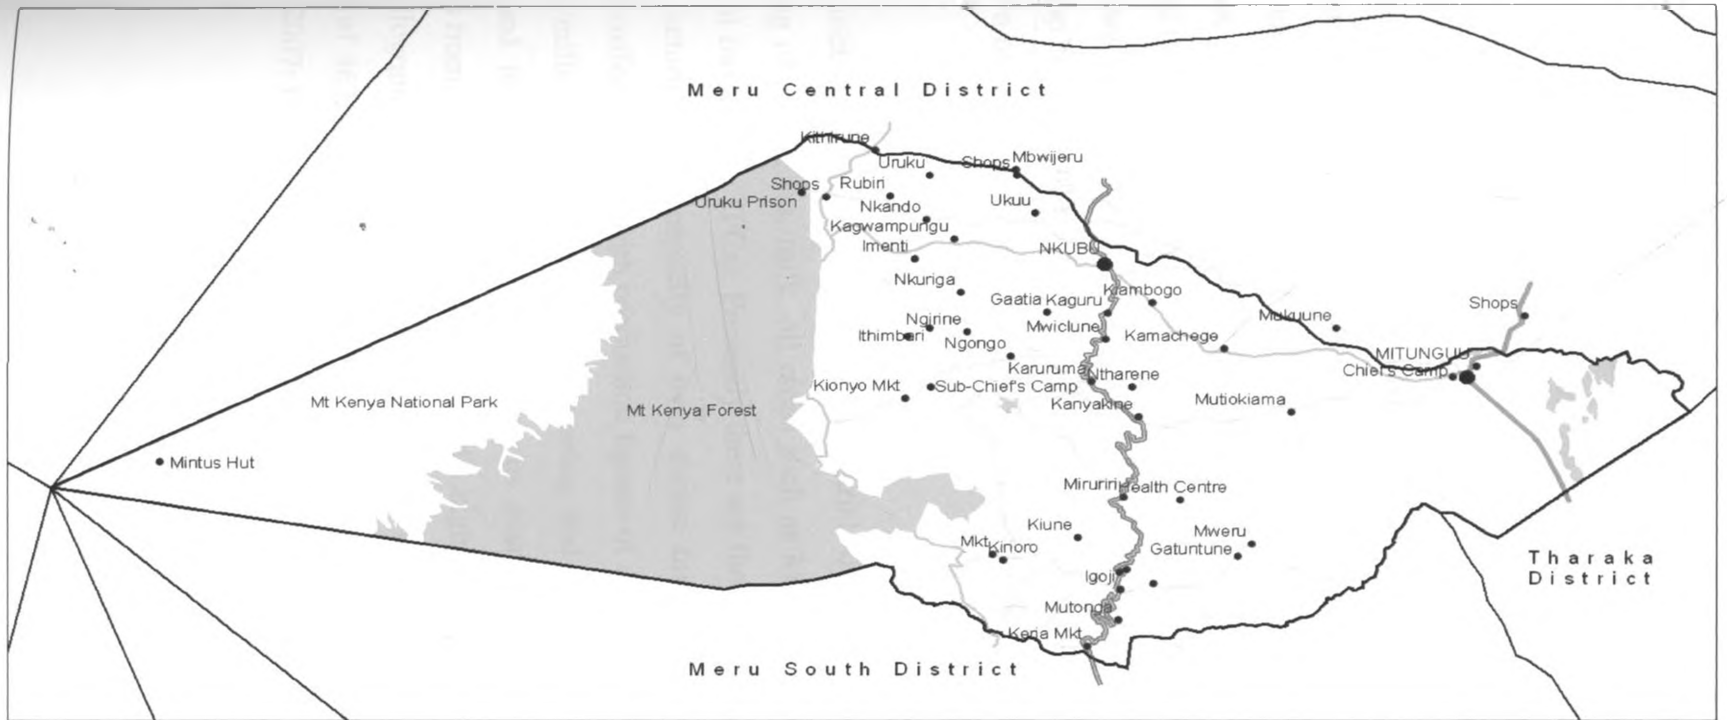 Meru Central District
Kithirune
Uruku
Shops
Mbwijeru
Shops
Rubiri
Uruku Prison
Nkando
Ukuu
Kagwampungu
Imenti
NKUBU
Nkuriga
Kiambogo
Gaatia
Kaguru
Shops
Ngirine
Mwiclune
Mukuune
Ithimbari
Ngongo
Kamachege
MITUNGUU
Karuruma
Chief's Camp
Ntharene
Kionyo Mkt
Sub-Chief's Camp
Mt Kenya National Park
Mt Kenya Forest
Kanyakine
Mutiokiama
Mintus Hut
Miruriri
Health Centre
Kiune
Mweru
Mkt
Kinoro
Gatuntune
Tharaka
District
Igoji
Mutonga
Keria Mkt
Meru South District